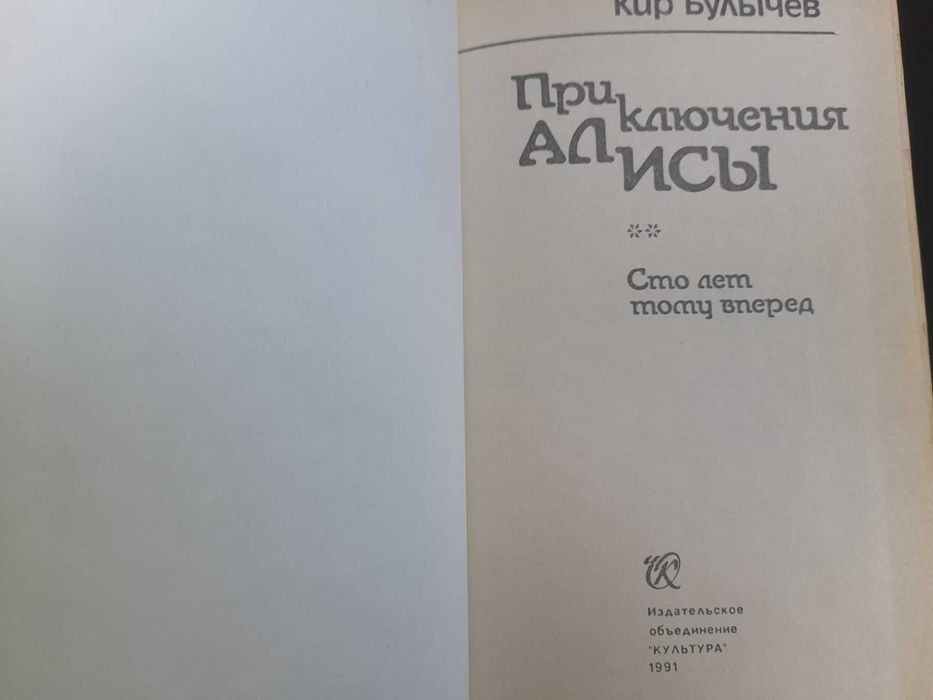 Кир Булычев
Приключения
АЛИСЫ
**
Сто лет
тому вперед
Издательское
объединение
"КУЛЬТУРА"
1991